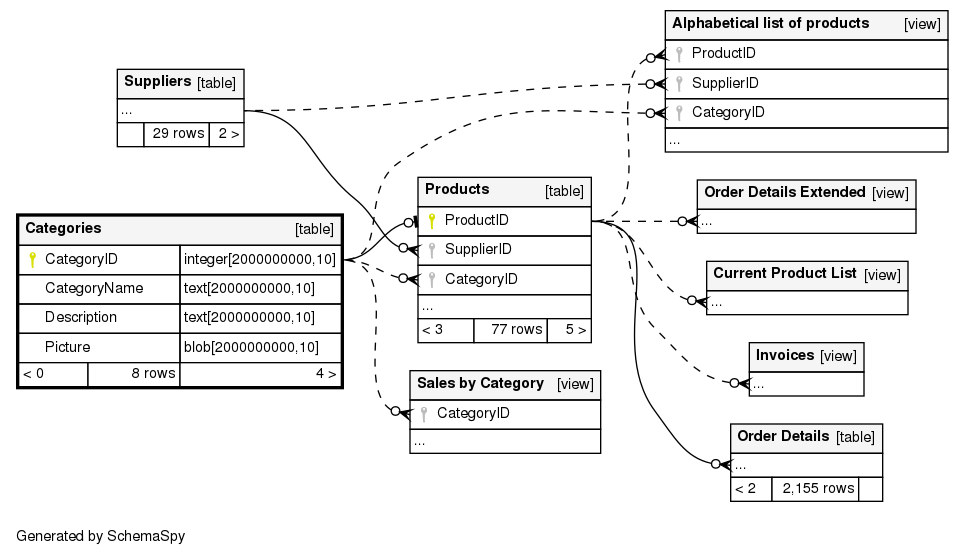 Alphabetical list of products [view]
ProductID
SupplierID
CategoryID
...
Suppliers [table]
...
29 rows 2 >
Products [table]
ProductID
SupplierID
CategoryID
...
< 3 77 rows 5 >
Order Details Extended [view]
...
Categories [table]
CategoryID integer[2000000000,10]
CategoryName text[2000000000,10]
Description text[2000000000,10]
Picture blob[2000000000,10]
< 0 8 rows 4 >
Current Product List [view]
...
Invoices [view]
...
Sales by Category [view]
CategoryID
...
Order Details [table]
...
< 2 2,155 rows
Generated by SchemaSpy